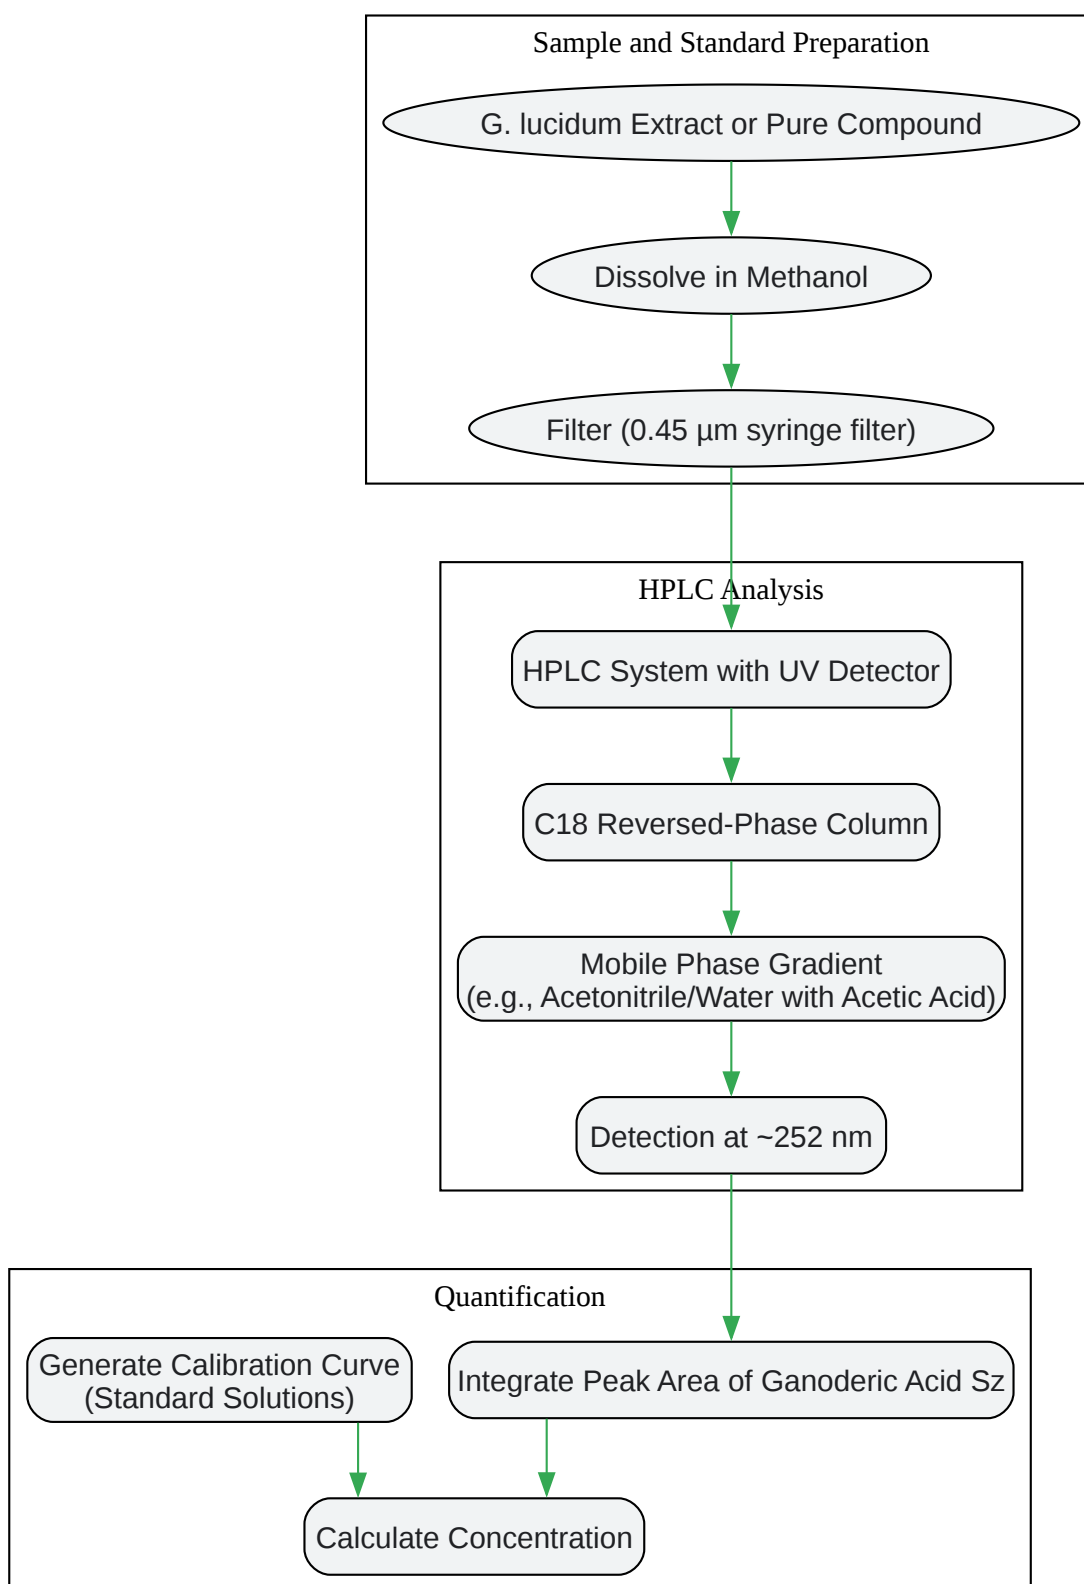 Sample and Standard Preparation
G. lucidum Extract or Pure Compound
Dissolve in Methanol
Filter (0.45 µm syringe filter)
HPLC Analysis
HPLC System with UV Detector
C18 Reversed-Phase Column
Mobile Phase Gradient
(e.g., Acetonitrile/Water with Acetic Acid)
Detection at ~252 nm
Quantification
Generate Calibration Curve
(Standard Solutions)
Integrate Peak Area of Ganoderic Acid Sz
Calculate Concentration